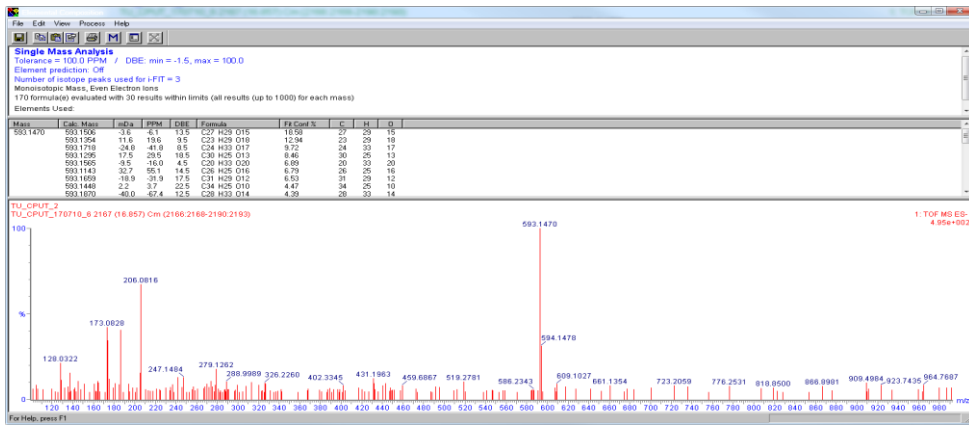 File Edit View Process Help
Single Mass Analysis
Tolerance = 100.0 PPM / DBE: min = -1.5, max = 100.0
Element prediction: Off
Number of isotope peaks used for i-FIT = 3
Monoisotopic Mass, Even Electron Ions
170 formula(e) evaluated with 30 results within limits (all results (up to 1000) for each mass)
Elements Used:
Mass Calc. Mass mDa PPM DBE Formula Fit Conf % C H O
593.1470 593.1506 -3.6 -6.1 13.5 C27 H29 O15 18.58 27 29 15
593.1354 11.6 19.6 9.5 C23 H29 O18 12.94 23 29 18
593.1718 -24.8 -41.8 8.5 C24 H33 O17 9.72 24 33 17
593.1295 17.5 29.5 18.5 C30 H25 O13 8.46 30 25 13
593.1565 -9.5 -16.0 4.5 C20 H33 O20 6.89 20 33 20
593.1143 32.7 55.1 14.5 C26 H25 O16 6.79 26 25 16
593.1659 -18.9 -31.9 17.5 C31 H29 O12 6.53 31 29 12
593.1448 2.2 3.7 22.5 C34 H25 O10 4.47 34 25 10
593.1870 -40.0 -67.4 12.5 C28 H33 O14 4.39 28 33 14
TU_CPUT_2
TU_CPUT_170710_6 2167 (16.857) Cm (2166:2168-2190:2193)
1: TOF MS ES-
4.95e+002
100
%
0
593.1470
206.0816
173.0828
594.1478
128.0322
247.1484
279.1262
288.9989
326.2260
402.3345
431.1963
459.6867
519.2781
586.2343
609.1027
661.1354
723.2059
776.2531
818.8500
866.8981
909.4984
923.7435
964.7687
120 140 160 180 200 220 240 260 280 300 320 340 360 380 400 420 440 460 480 500 520 540 560 580 600 620 640 660 680 700 720 740 760 780 800 820 840 860 880 900 920 940 960 980
m/z
For Help, press F1